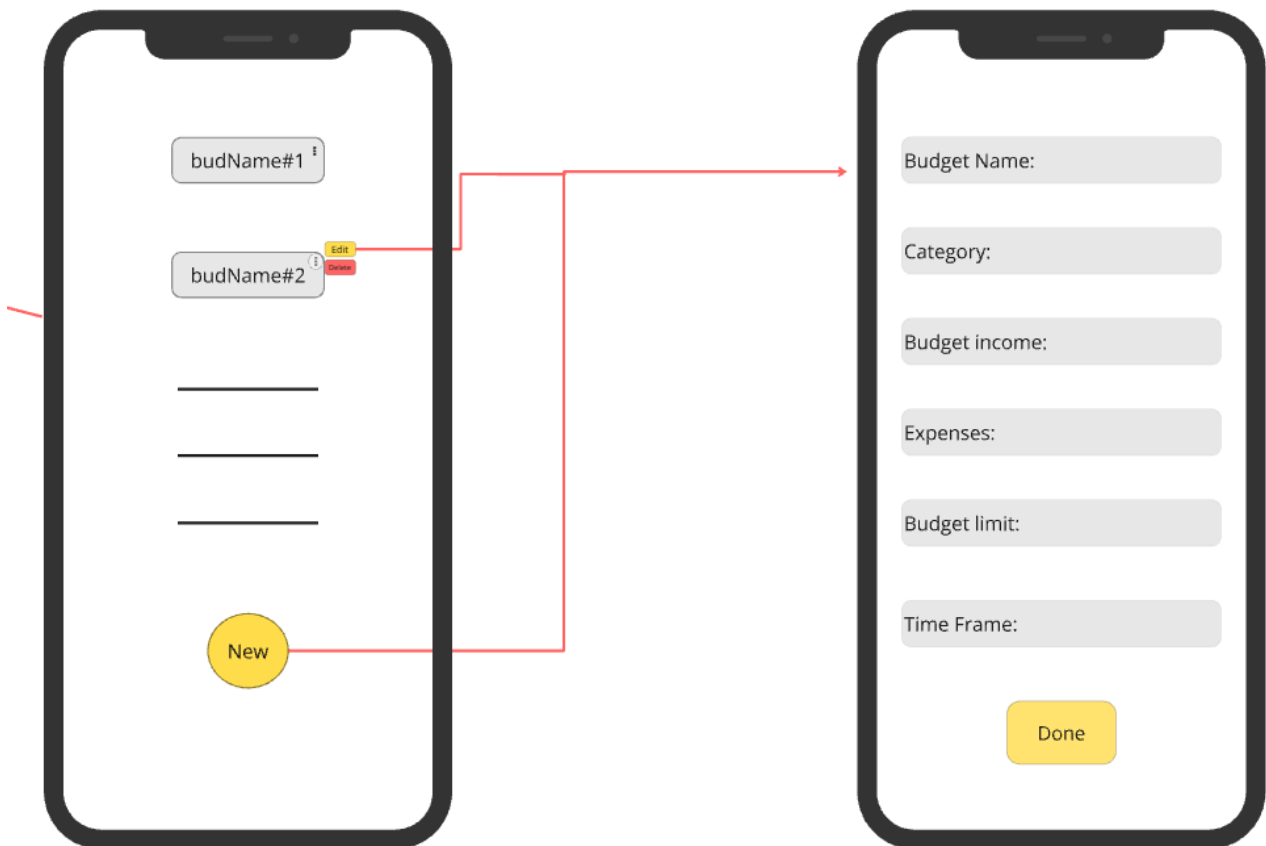 budName#1
Edit
Delete
budName#2
New
Budget Name:
Category:
Budget income:
Expenses:
Budget limit:
Time Frame:
Done